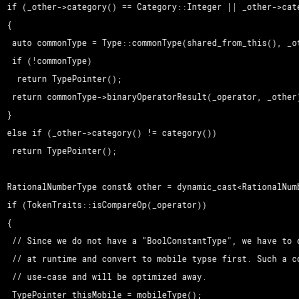 if (_other->category() == Category::Integer || _other->cate
{
auto commonType = Type::commonType(shared_from_this(), _ot
if (!commonType)
return TypePointer();
return commonType->binaryOperatorResult(_operator, _other)
}
else if (_other->category() != category())
return TypePointer();
RationalNumberType const& other = dynamic_cast<RationalNumb
if (TokenTraits::isCompareOp(_operator))
{
// Since we do not have a "BoolConstantType", we have to d
// at runtime and convert to mobile typse first. Such a co
// use-case and will be optimized away.
TypePointer thisMobile = mobileType();